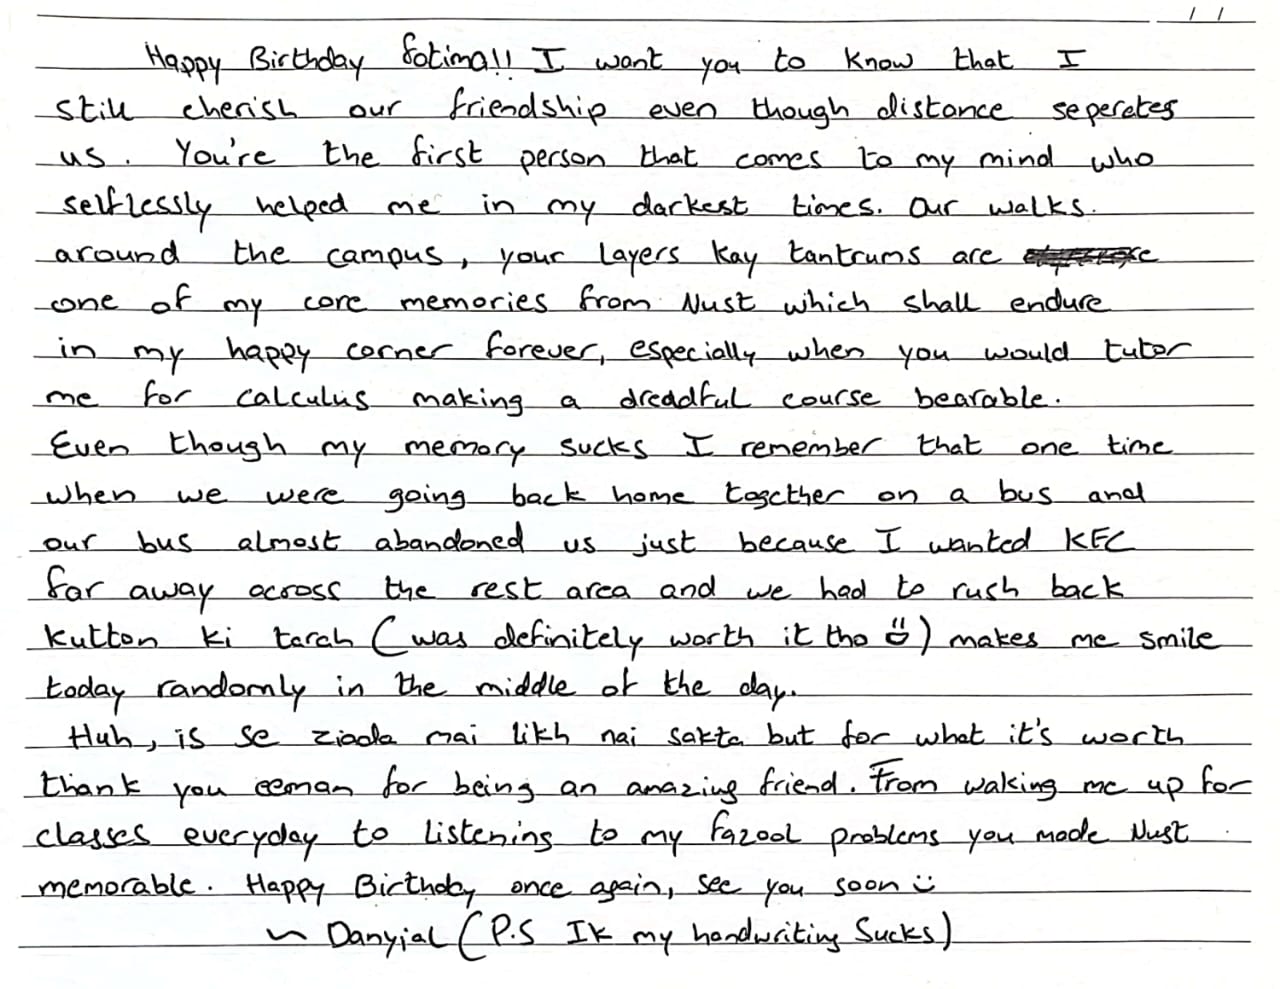 Happy Birthday fatima!! I want you to know that I
still cherish our friendship even though distance seperates
us. You're the first person that comes to my mind who
selflessly helped me in my darkest times. Our walks.
around the campus, your layers kay tantrums are
one of my core memories from Nust which shall endure
in my happy corner forever, especially when you would tutor
me for calculus making a dreadful course bearable.
Even though my memory sucks I remember that one time
when we were going back home together on a bus and
our bus almost abandoned us just because I wanted KFC
far away across the rest area and we had to rush back
kutton ki tarah (was definitely worth it tho 😃) makes me smile
today randomly in the middle of the day.
Huh, is se ziada mai likh nai sakta but for what it's worth
thank you eeman for being an amazing friend. From waking me up for
classes everyday to listening to my fazool problems you made Nust
memorable. Happy Birthday once again, see you soon :)
~ Danyial (P.S Ik my handwriting Sucks)